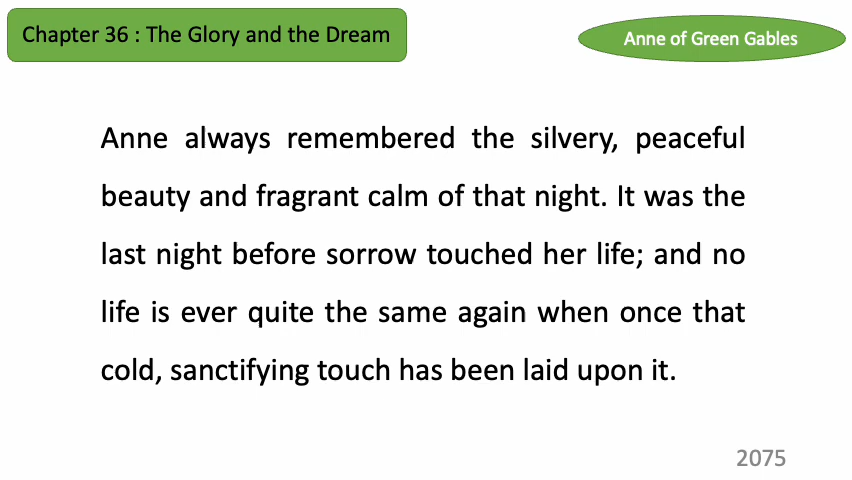 Chapter 36 : The Glory and the Dream
Anne of Green Gables
Anne always remembered the silvery, peaceful
beauty and fragrant calm of that night. It was the
last night before sorrow touched her life; and no
life is ever quite the same again when once that
cold, sanctifying touch has been laid upon it.
2075